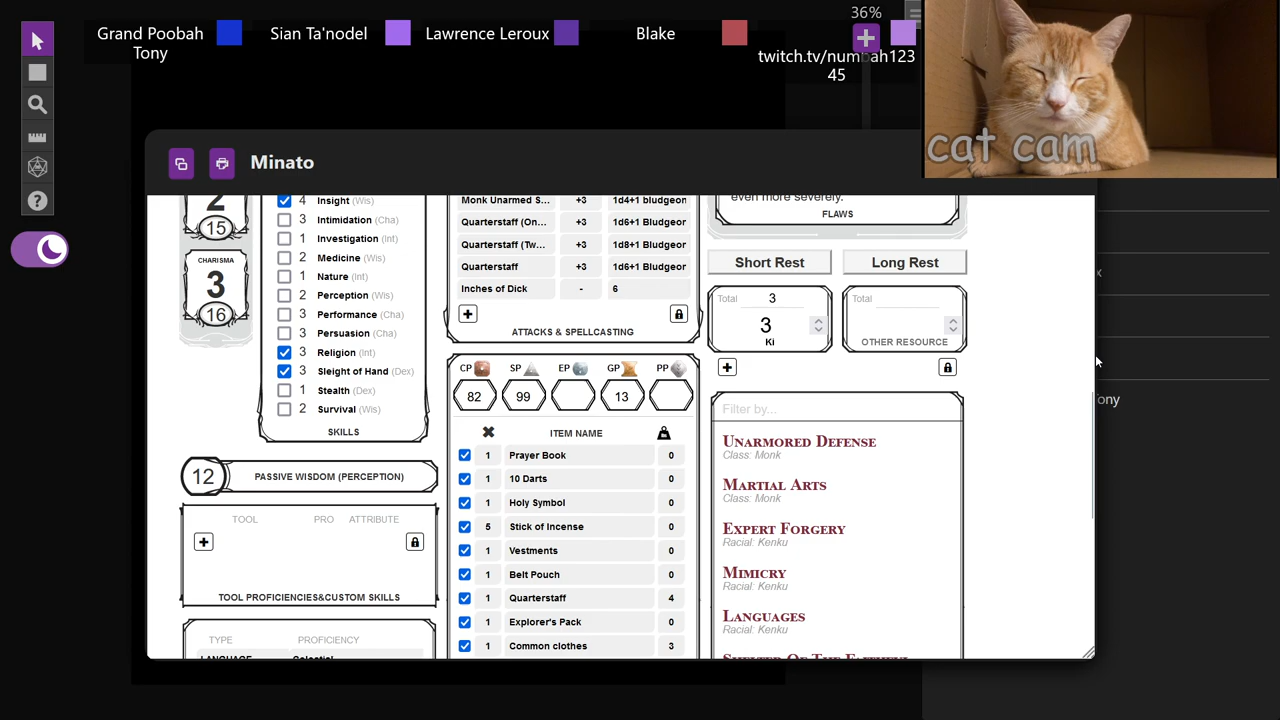 36%
Grand Poobah
Tony
Sian Ta'nodel
Lawrence Leroux
Blake
twitch.tv/numbah123
45
cat cam
Minato
2
15
CHARISMA
3
16
4 Insight (Wis)
3 Intimidation (Cha)
1 Investigation (Int)
2 Medicine (Wis)
1 Nature (Int)
2 Perception (Wis)
3 Performance (Cha)
3 Persuasion (Cha)
3 Religion (Int)
3 Sleight of Hand (Dex)
1 Stealth (Dex)
2 Survival (Wis)
SKILLS
12 PASSIVE WISDOM (PERCEPTION)
TOOL PRO ATTRIBUTE
TOOL PROFICIENCIES&CUSTOM SKILLS
TYPE PROFICIENCY
LANGUAGE Celestial
Monk Unarmed S... +3 1d4+1 bludgeon
Quarterstaff (On... +3 1d6+1 Bludgeor
Quarterstaff (Tw... +3 1d8+1 Bludgeor
Quarterstaff +3 1d6+1 Bludgeor
Inches of Dick - 6
ATTACKS & SPELLCASTING
CP SP EP GP PP
82 99 13
ITEM NAME
1 Prayer Book 0
1 10 Darts 0
1 Holy Symbol 0
5 Stick of Incense 0
1 Vestments 0
1 Belt Pouch 0
1 Quarterstaff 4
1 Explorer's Pack 0
1 Common clothes 3
even more severely.
FLAWS
Short Rest Long Rest
Total 3
3
Ki
Total
OTHER RESOURCE
Filter by...
UNARMORED DEFENSE
Class: Monk
MARTIAL ARTS
Class: Monk
EXPERT FORGERY
Racial: Kenku
MIMICRY
Racial: Kenku
LANGUAGES
Racial: Kenku
SHELTER OF THE FAITHFUL
x
Tony